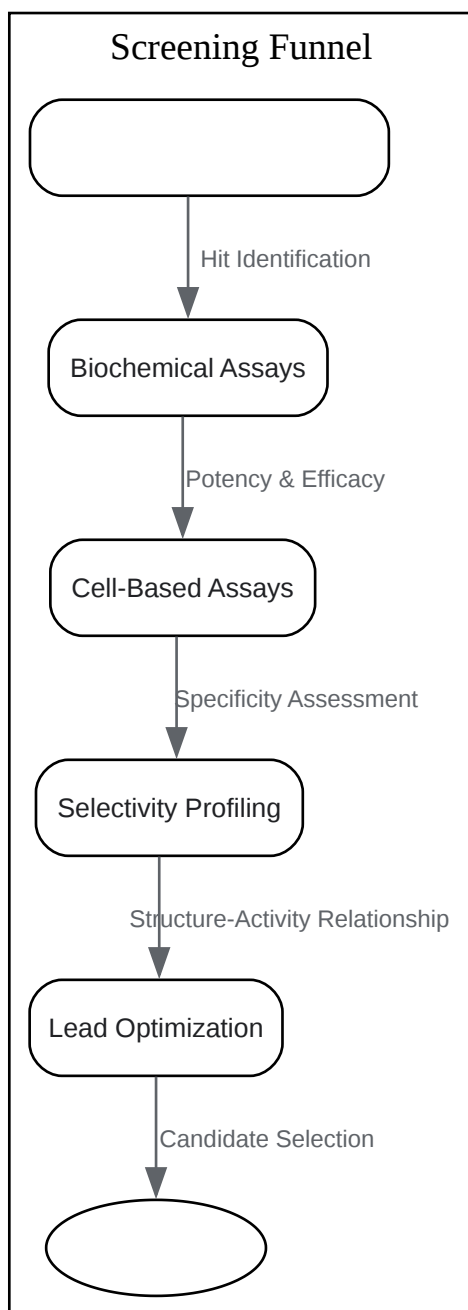 Screening Funnel
Hit Identification
Biochemical Assays
Potency & Efficacy
Cell-Based Assays
Specificity Assessment
Selectivity Profiling
Structure-Activity Relationship
Lead Optimization
Candidate Selection